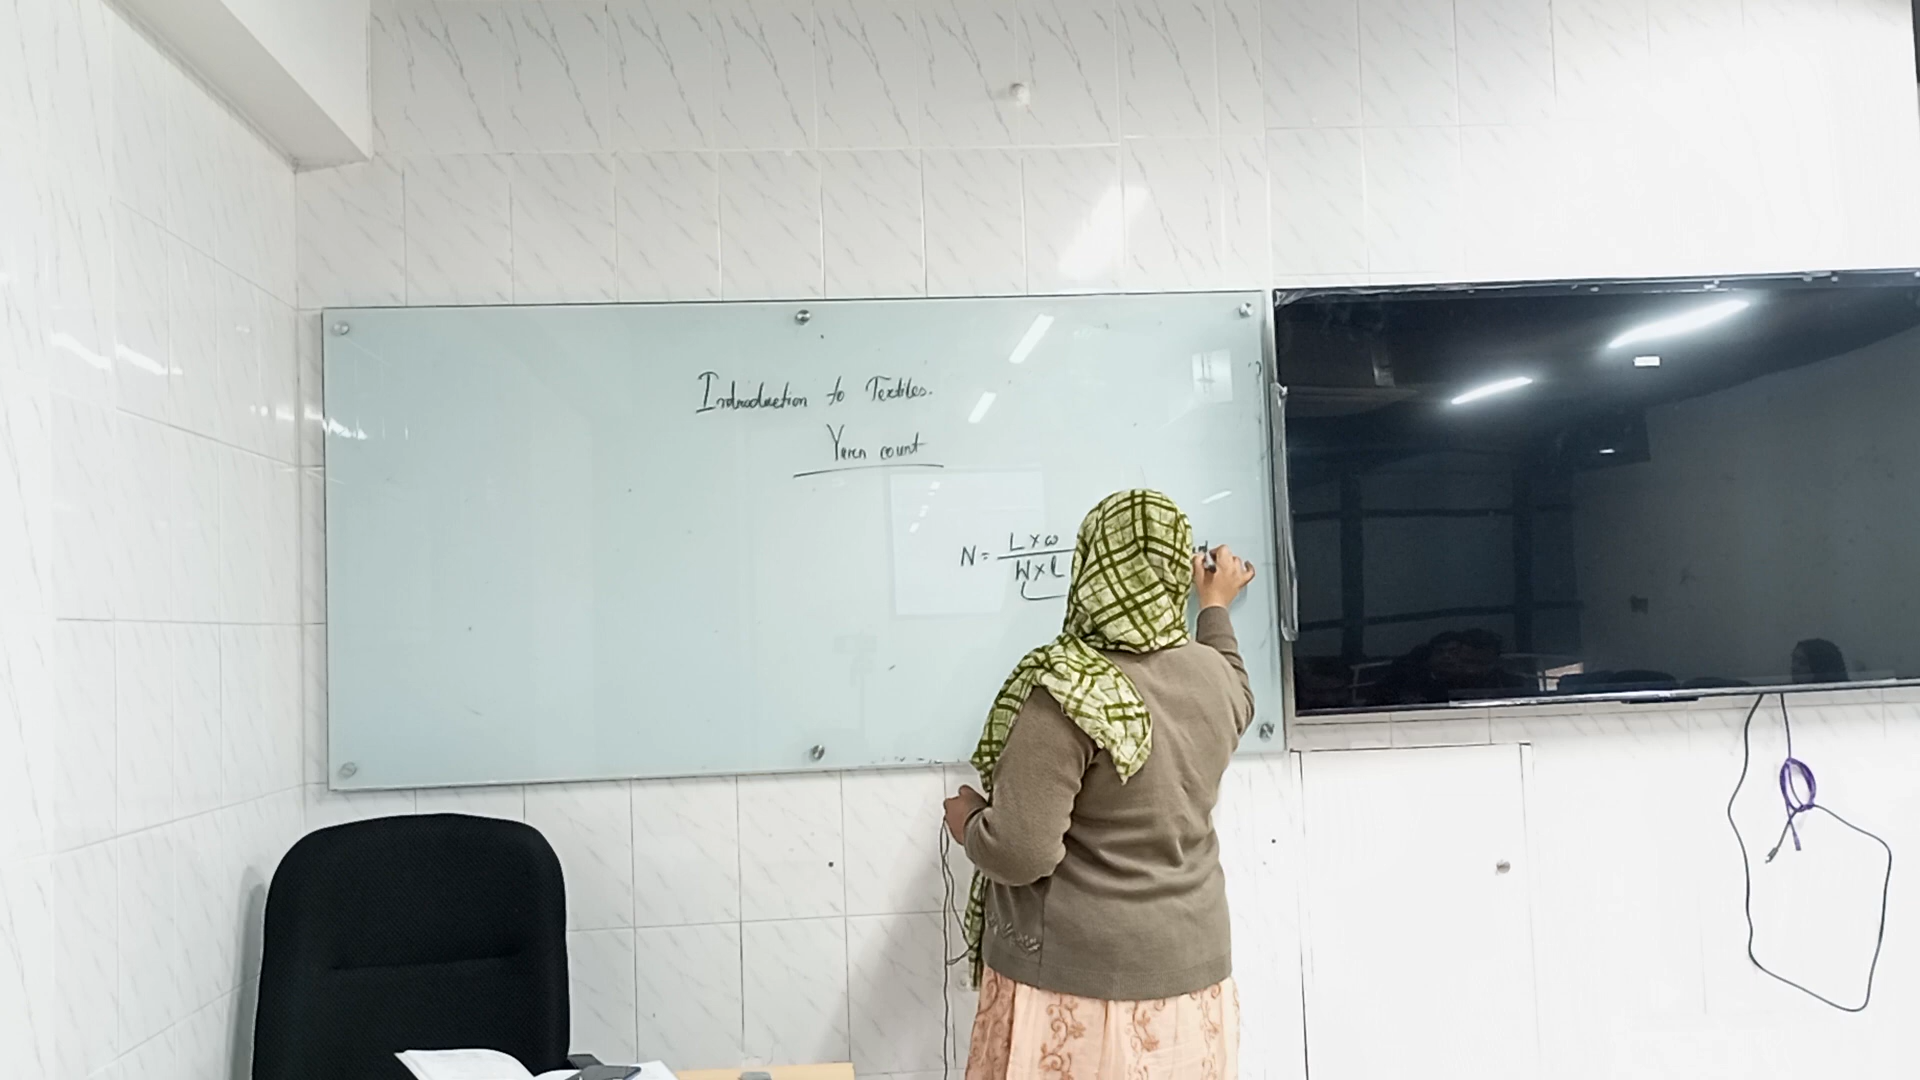 Introduction to Textiles.
Yarn count
N = L × w
W × l